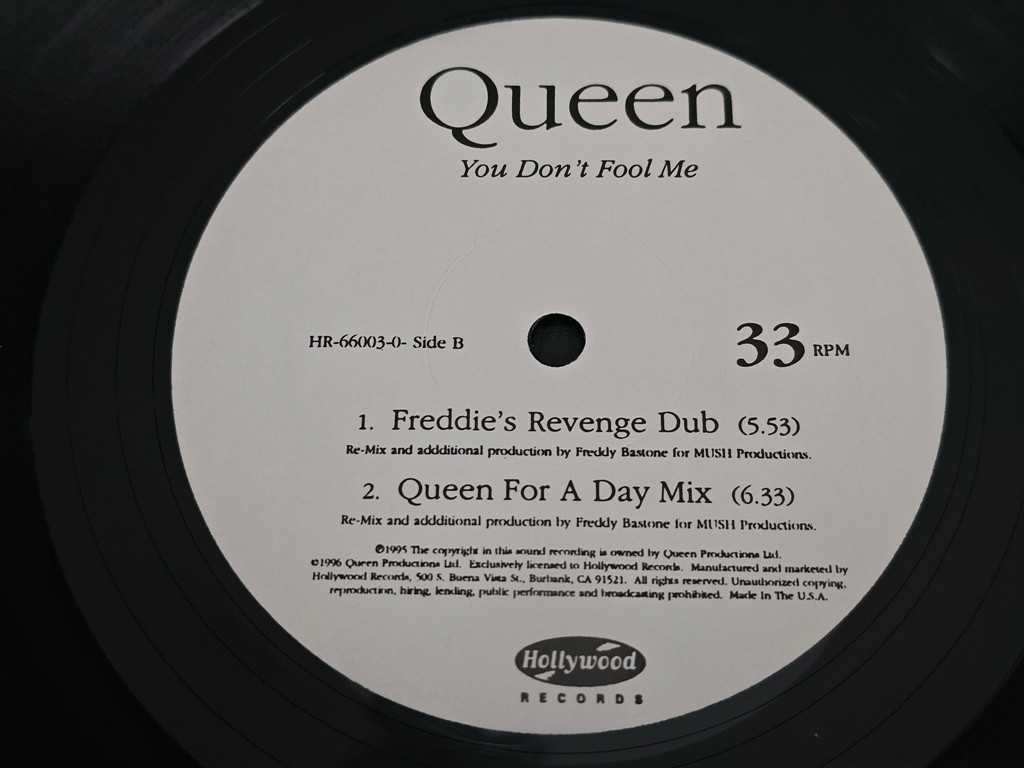 Queen
You Don't Fool Me
HR-66003-0- Side B
33 RPM
1. Freddie's Revenge Dub (5.53)
Re-Mix and addditional production by Freddy Bastone for MUSH Productions.
2. Queen For A Day Mix (6.33)
Re-Mix and addditional production by Freddy Bastone for MUSH Productions.
℗1995 The copyright in this sound recording is owned by Queen Productions Ltd.
©1996 Queen Productions Ltd. Exclusively licensed to Hollywood Records. Manufactured and marketed by
Hollywood Records, 500 S. Buena Vista St., Burbank, CA 91521. All rights reserved. Unauthorized copying,
reproduction, hiring, lending, public performance and broadcasting prohibited. Made In The U.S.A.
Hollywood
RECORDS